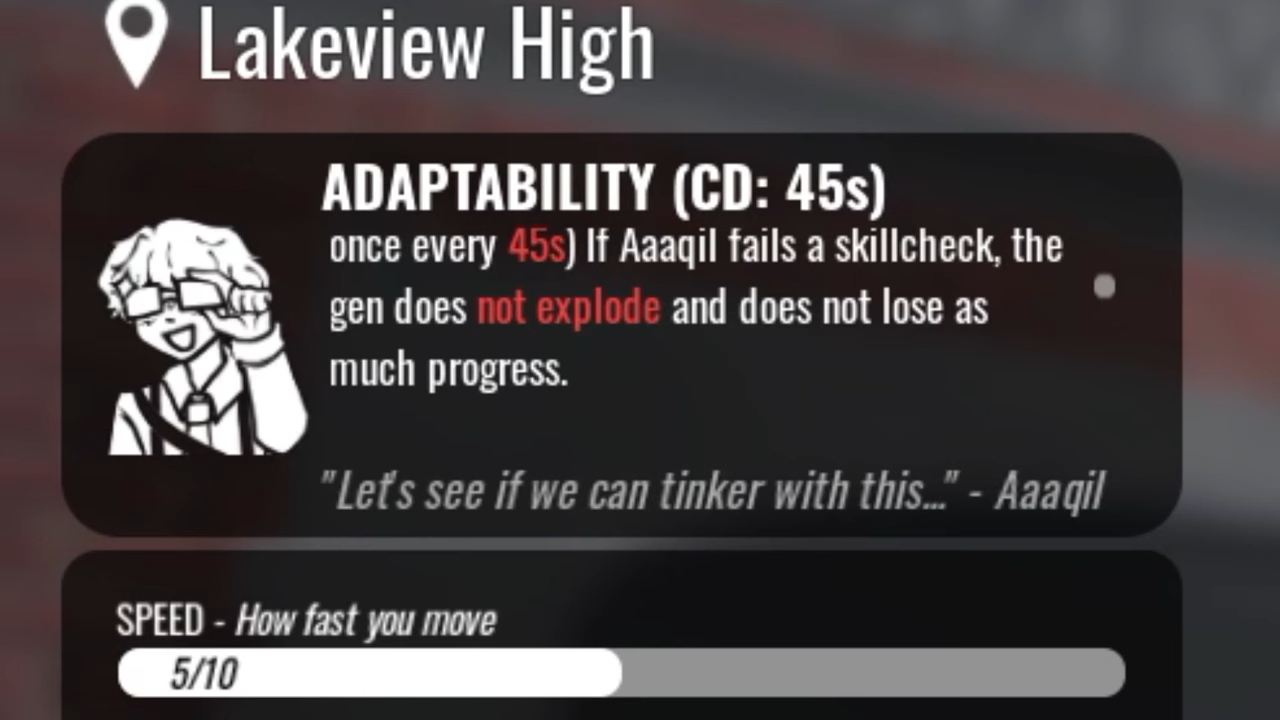 Lakeview High
ADAPTABILITY (CD: 45s)
once every 45s) If Aaaqil fails a skillcheck, the
gen does not explode and does not lose as
much progress.
"Let's see if we can tinker with this..." - Aaaqil
SPEED - How fast you move
5/10